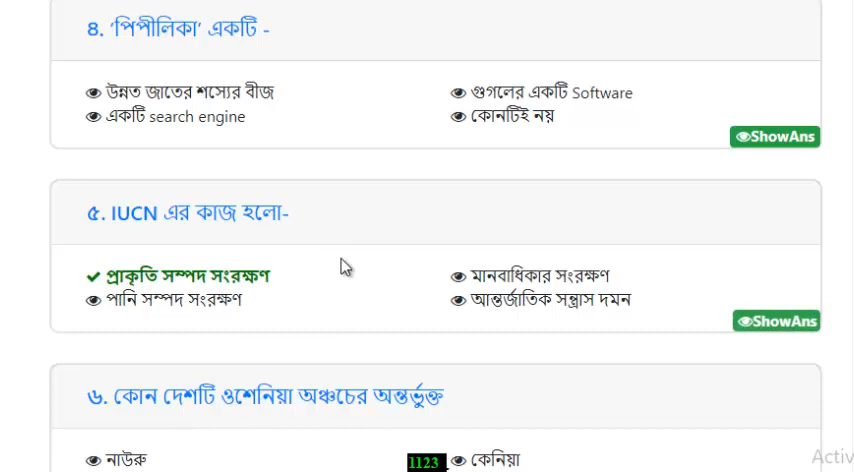 ৪. ‘পিপীলিকা’ একটি -
উন্নত জাতের শস্যের বীজ
গুগলের একটি Software
একটি search engine
কোনটিই নয়
ShowAns
৫. IUCN এর কাজ হলো-
প্রাকৃতি সম্পদ সংরক্ষণ
মানবাধিকার সংরক্ষণ
পানি সম্পদ সংরক্ষণ
আন্তর্জাতিক সন্ত্রাস দমন
ShowAns
৬. কোন দেশটি ওশেনিয়া অঞ্চচের অন্তর্ভুক্ত
নাউরু
1123
কেনিয়া
Activ